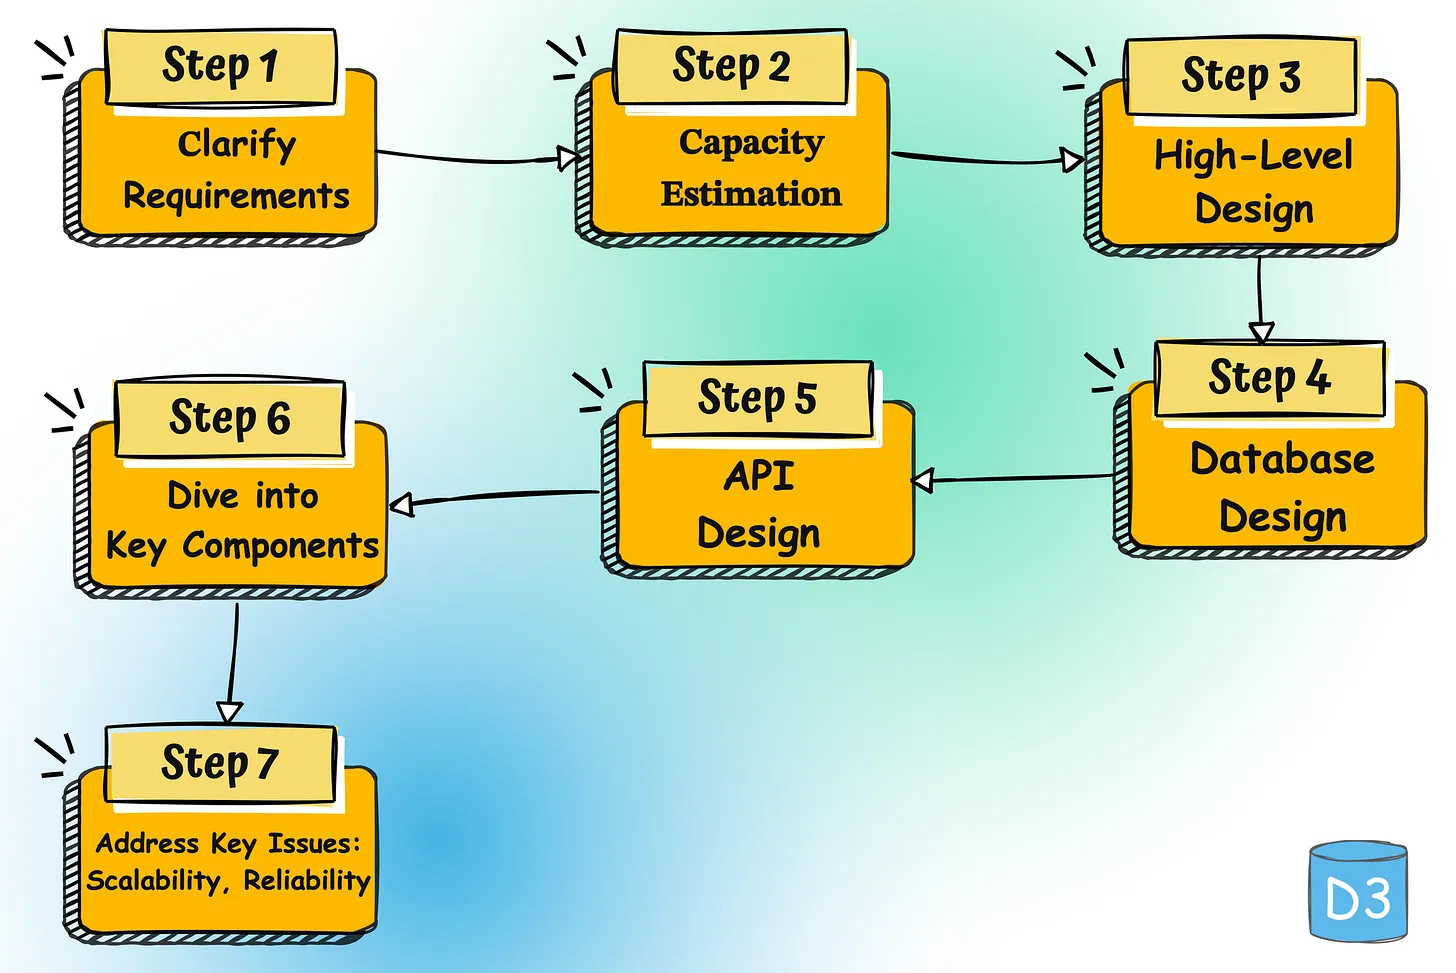 Step 1
Clarify
Requirements
Step 2
Capacity
Estimation
Step 3
High-Level
Design
Step 4
Database
Design
Step 5
API
Design
Step 6
Dive into
Key Components
Step 7
Address Key Issues:
Scalability, Reliability
D3